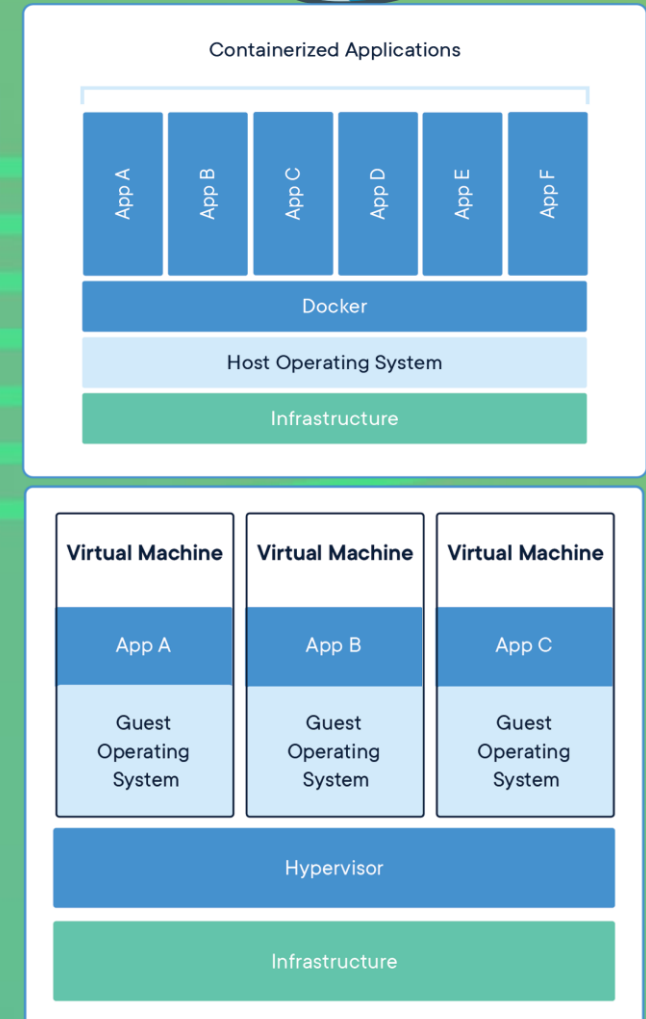 Containerized Applications
App A
App B
App C
App D
App E
App F
Docker
Host Operating System
Infrastructure
Virtual Machine
App A
Guest
Operating
System
Virtual Machine
App B
Guest
Operating
System
Virtual Machine
App C
Guest
Operating
System
Hypervisor
Infrastructure